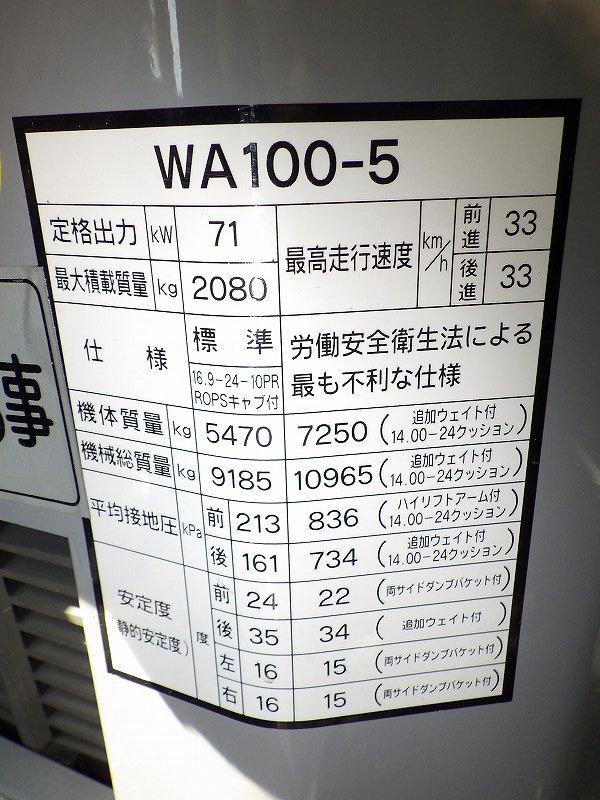 WA100-5
定格出力 kW 71 最高走行速度 km/h 前進 33
最大積載質量 kg 2080 後進 33
仕様 標準 16.9-24-10PR ROPSキャブ付 労働安全衛生法による最も不利な仕様
機体質量 kg 5470 7250 (追加ウェイト付 14.00-24クッション)
機械総質量 kg 9185 10965 (追加ウェイト付 14.00-24クッション)
平均接地圧 kPa 前 213 836 (ハイリフトアーム付 14.00-24クッション)
後 161 734 (追加ウェイト付 14.00-24クッション)
安定度 (静的安定度) 度 前 24 22 (両サイドダンプバケット付)
後 35 34 (追加ウェイト付)
左 16 15 (両サイドダンプバケット付)
右 16 15 (両サイドダンプバケット付)
事